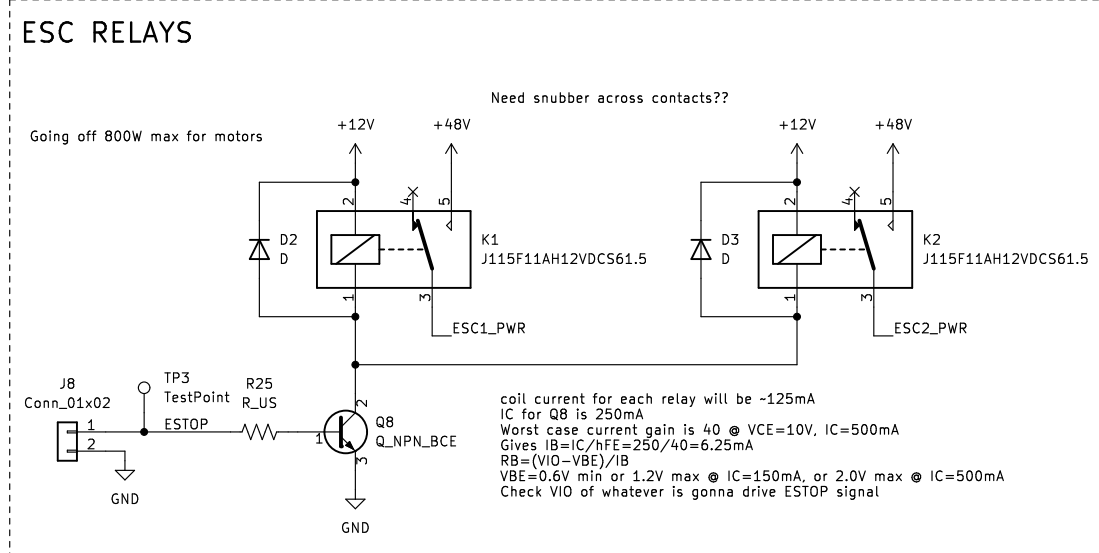 ESC RELAYS
Need snubber across contacts??
Going off 800W max for motors
+12V
+48V
+12V
+48V
2
4
5
2
4
5
D2
D
K1
J115F11AH12VDCS61.5
D3
D
K2
J115F11AH12VDCS61.5
1
3
1
3
ESC1_PWR
ESC2_PWR
J8
Conn_01x02
TP3
TestPoint
R25
R_US
1
2
ESTOP
1
2
3
Q8
Q_NPN_BCE
GND
GND
coil current for each relay will be ~125mA
IC for Q8 is 250mA
Worst case current gain is 40 @ VCE=10V, IC=500mA
Gives IB=IC/hFE=250/40=6.25mA
RB=(VIO-VBE)/IB
VBE=0.6V min or 1.2V max @ IC=150mA, or 2.0V max @ IC=500mA
Check VIO of whatever is gonna drive ESTOP signal